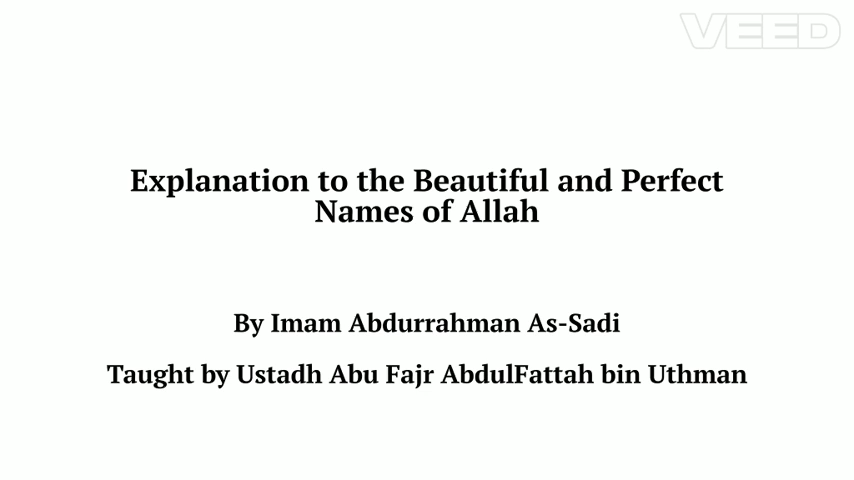 VEED
Explanation to the Beautiful and Perfect
Names of Allah
By Imam Abdurrahman As-Sadi
Taught by Ustadh Abu Fajr AbdulFattah bin Uthman